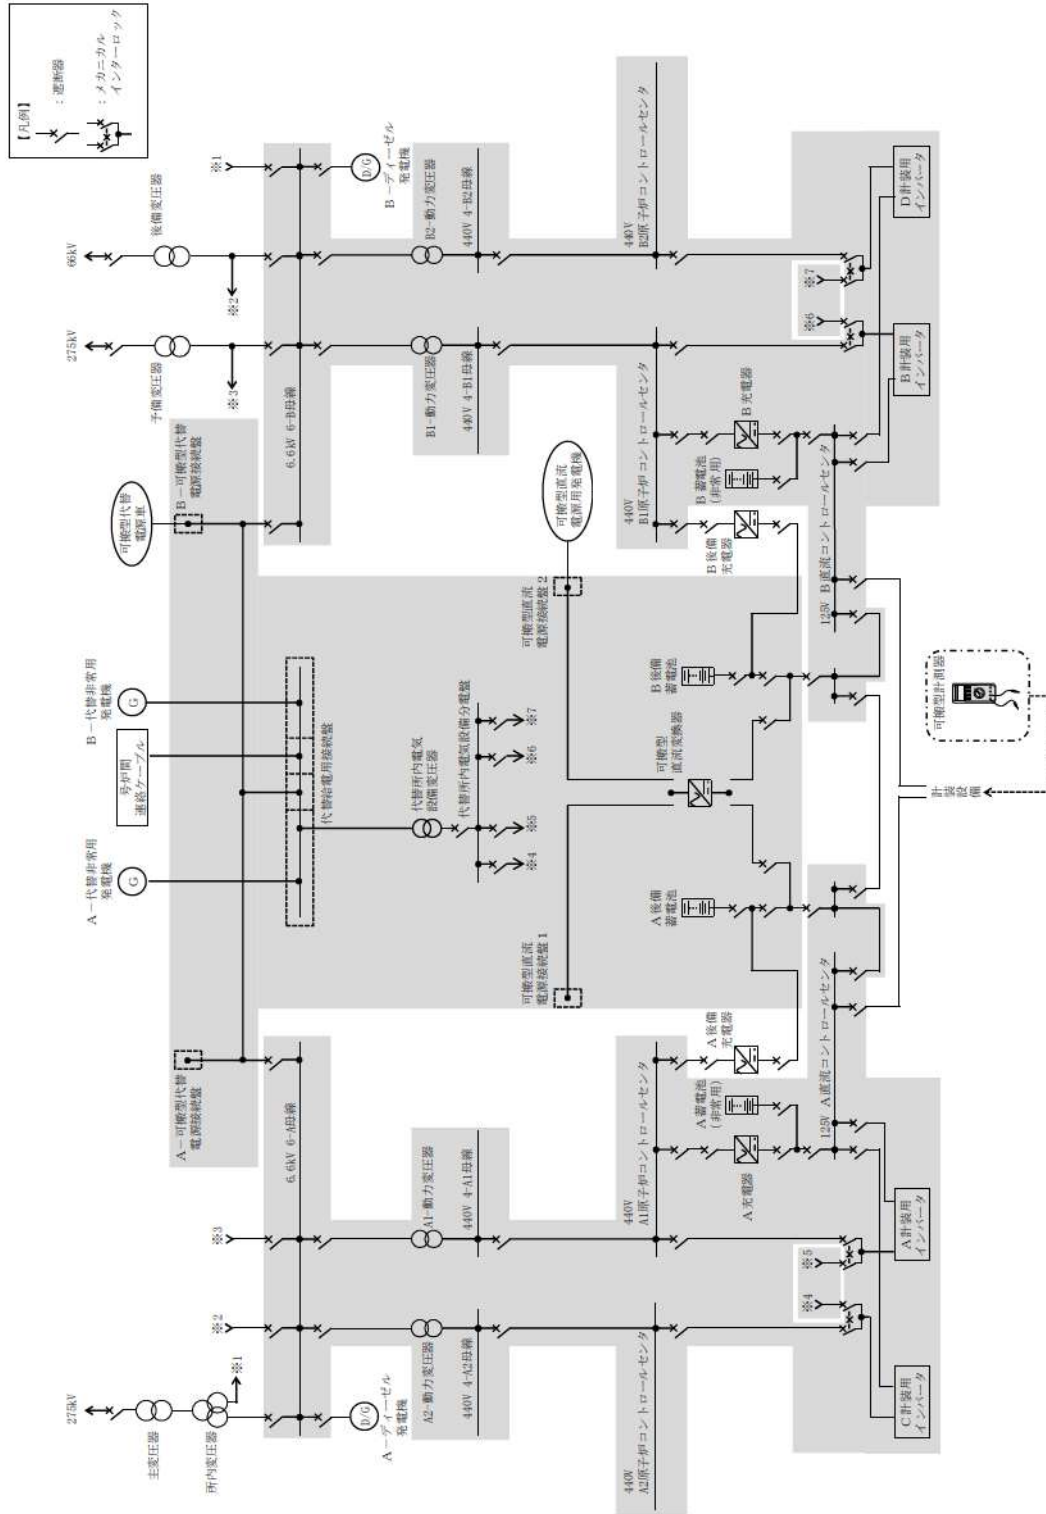 【凡例】
：遮断器
：メカニカル
インターロック
275kV
主変圧器
所内変圧器
※1
※2
※3
A－ディーゼル
発電機
D/G
6.6kV 6-A母線
A－可搬型代替
電源接続盤
A－代替非常用
発電機
G
号炉間
連絡ケーブル
B－代替非常用
発電機
G
可搬型代替
電源車
B－可搬型代替
電源接続盤
275kV
予備変圧器
※3
66kV
後備変圧器
※2
※1
6.6kV 6-B母線
D/G
B－ディーゼル
発電機
代替給電用接続盤
A2-動力変圧器
440V 4-A2母線
A1-動力変圧器
440V 4-A1母線
代替所内電気
設備変圧器
代替所内電気設備分電盤
※4
※5
※6
※7
B1-動力変圧器
440V 4-B1母線
B2-動力変圧器
440V 4-B2母線
可搬型直流
電源接続盤 1
可搬型直流
電源接続盤 2
可搬型直流
電源用発電機
440V
A2原子炉コントロールセンタ
440V
A1原子炉コントロールセンタ
440V
B1原子炉コントロールセンタ
440V
B2原子炉コントロールセンタ
A充電器
A蓄電池
(非常用)
A後備
充電器
A後備
蓄電池
可搬型
直流変換器
B後備
蓄電池
B後備
充電器
B蓄電池
(非常用)
B充電器
125V A直流コントロールセンタ
125V B直流コントロールセンタ
※4
※5
※6
※7
C計装用
インバータ
A計装用
インバータ
計装設備
可搬型計測器
B計装用
インバータ
D計装用
インバータ